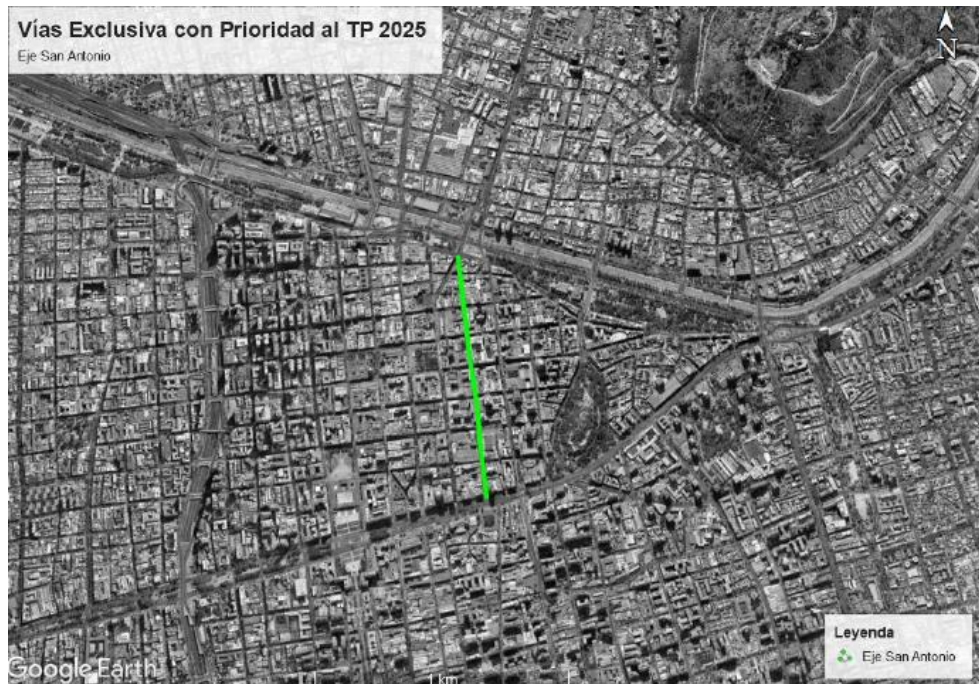 Vías Exclusiva con Prioridad al TP 2025
Eje San Antonio
N
Leyenda
Eje San Antonio
Google Earth
1 km